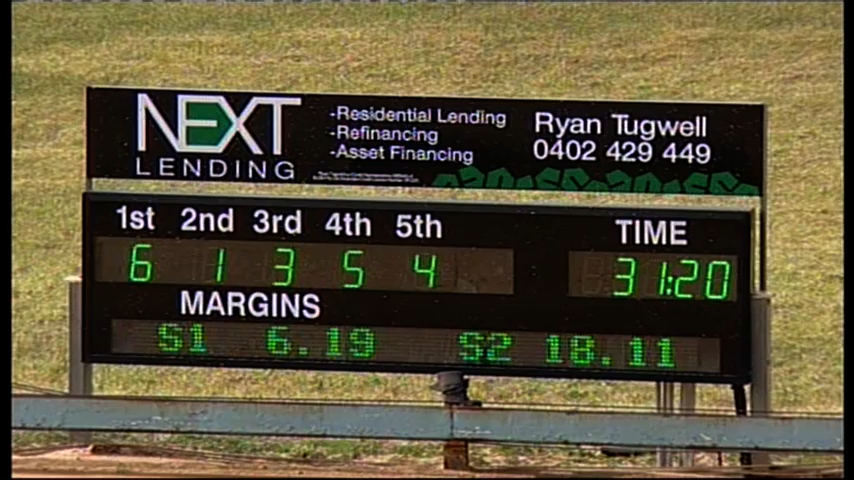 NEXT
LENDING
-Residential Lending
-Refinancing
-Asset Financing
Ryan Tugwell
0402 429 449
1st 2nd 3rd 4th 5th TIME
6 1 3 5 4 31:20
MARGINS
S1 6.19 S2 18.11